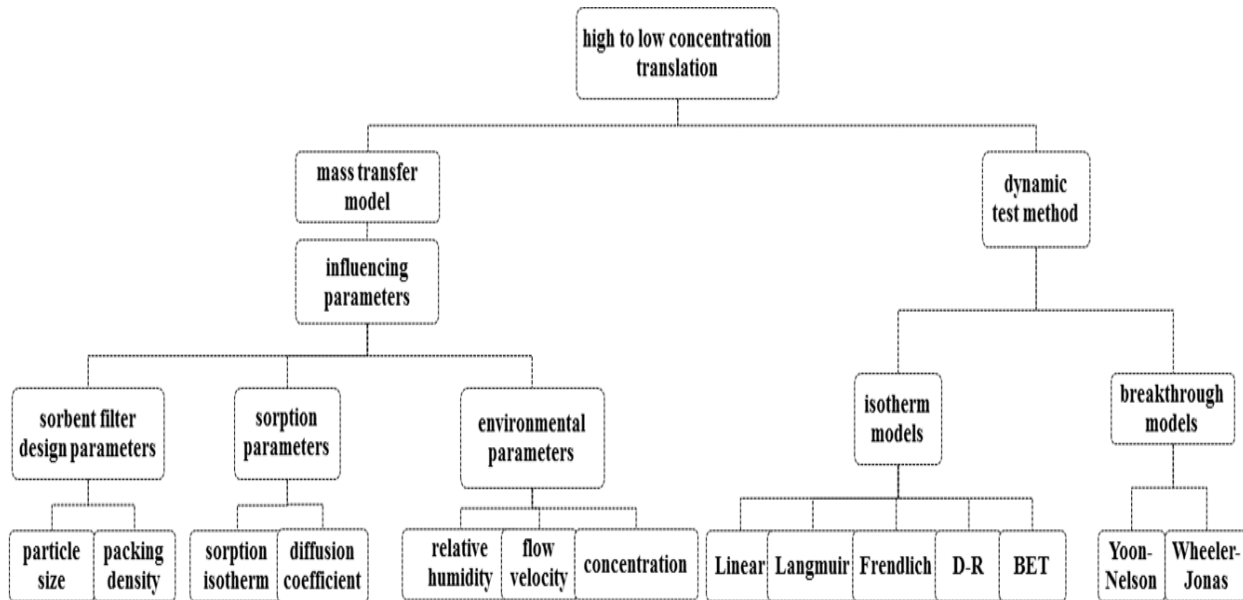 high to low concentration
translation
mass transfer
model
dynamic
test method
influencing
parameters
sorbent filter
design parameters
sorption
parameters
environmental
parameters
isotherm
models
breakthrough
models
particle
size
packing
density
sorption
isotherm
diffusion
coefficient
relative
humidity
flow
velocity
concentration
Linear
Langmuir
Frendlich
D-R
BET
Yoon-
Nelson
Wheeler-
Jonas